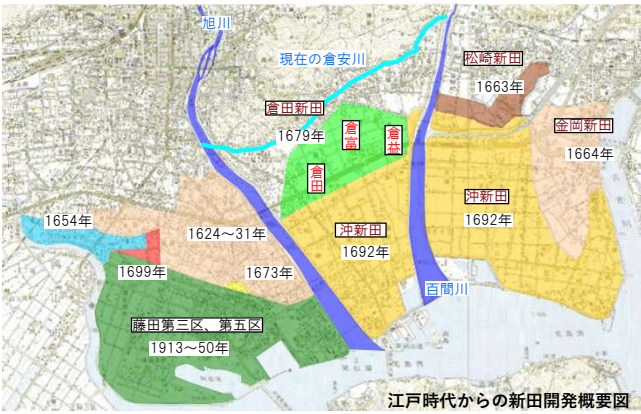 旭川
現在の倉安川
松崎新田
1663年
倉田新田
1679年
倉富
倉益
倉田
金岡新田
1664年
沖新田
1692年
沖新田
1692年
1654年
1624～31年
1699年
1673年
百間川
藤田第三区、第五区
1913～50年
江戸時代からの新田開発概要図